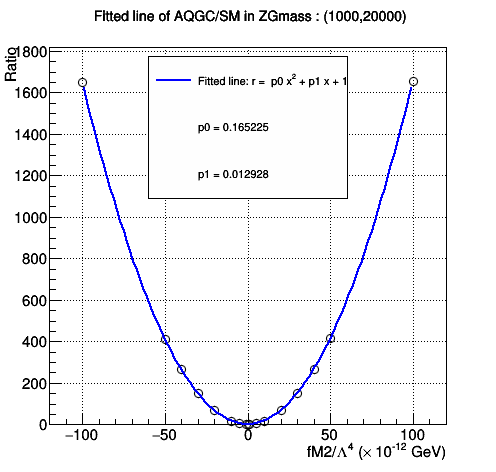 FItted line of AQGC/SM in ZGmass : (1000,20000)
Ratio
1800
1600
1400
1200
1000
800
600
400
200
0
Fitted line: r = p0 x² + p1 x + 1
p0 = 0.165225
p1 = 0.012928
−100 −50 0 50 100
fM2/Λ⁴ (× 10⁻¹² GeV)